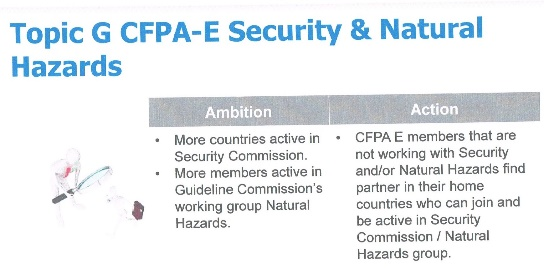 Topic G CFPA-E Security & Natural
Hazards
Ambition
• More countries active in
Security Commission.
• More members active in
Guideline Commission's
working group Natural
Hazards.
Action
• CFPA E members that are
not working with Security
and/or Natural Hazards find
partner in their home
countries who can join and
be active in Security
Commission / Natural
Hazards group.